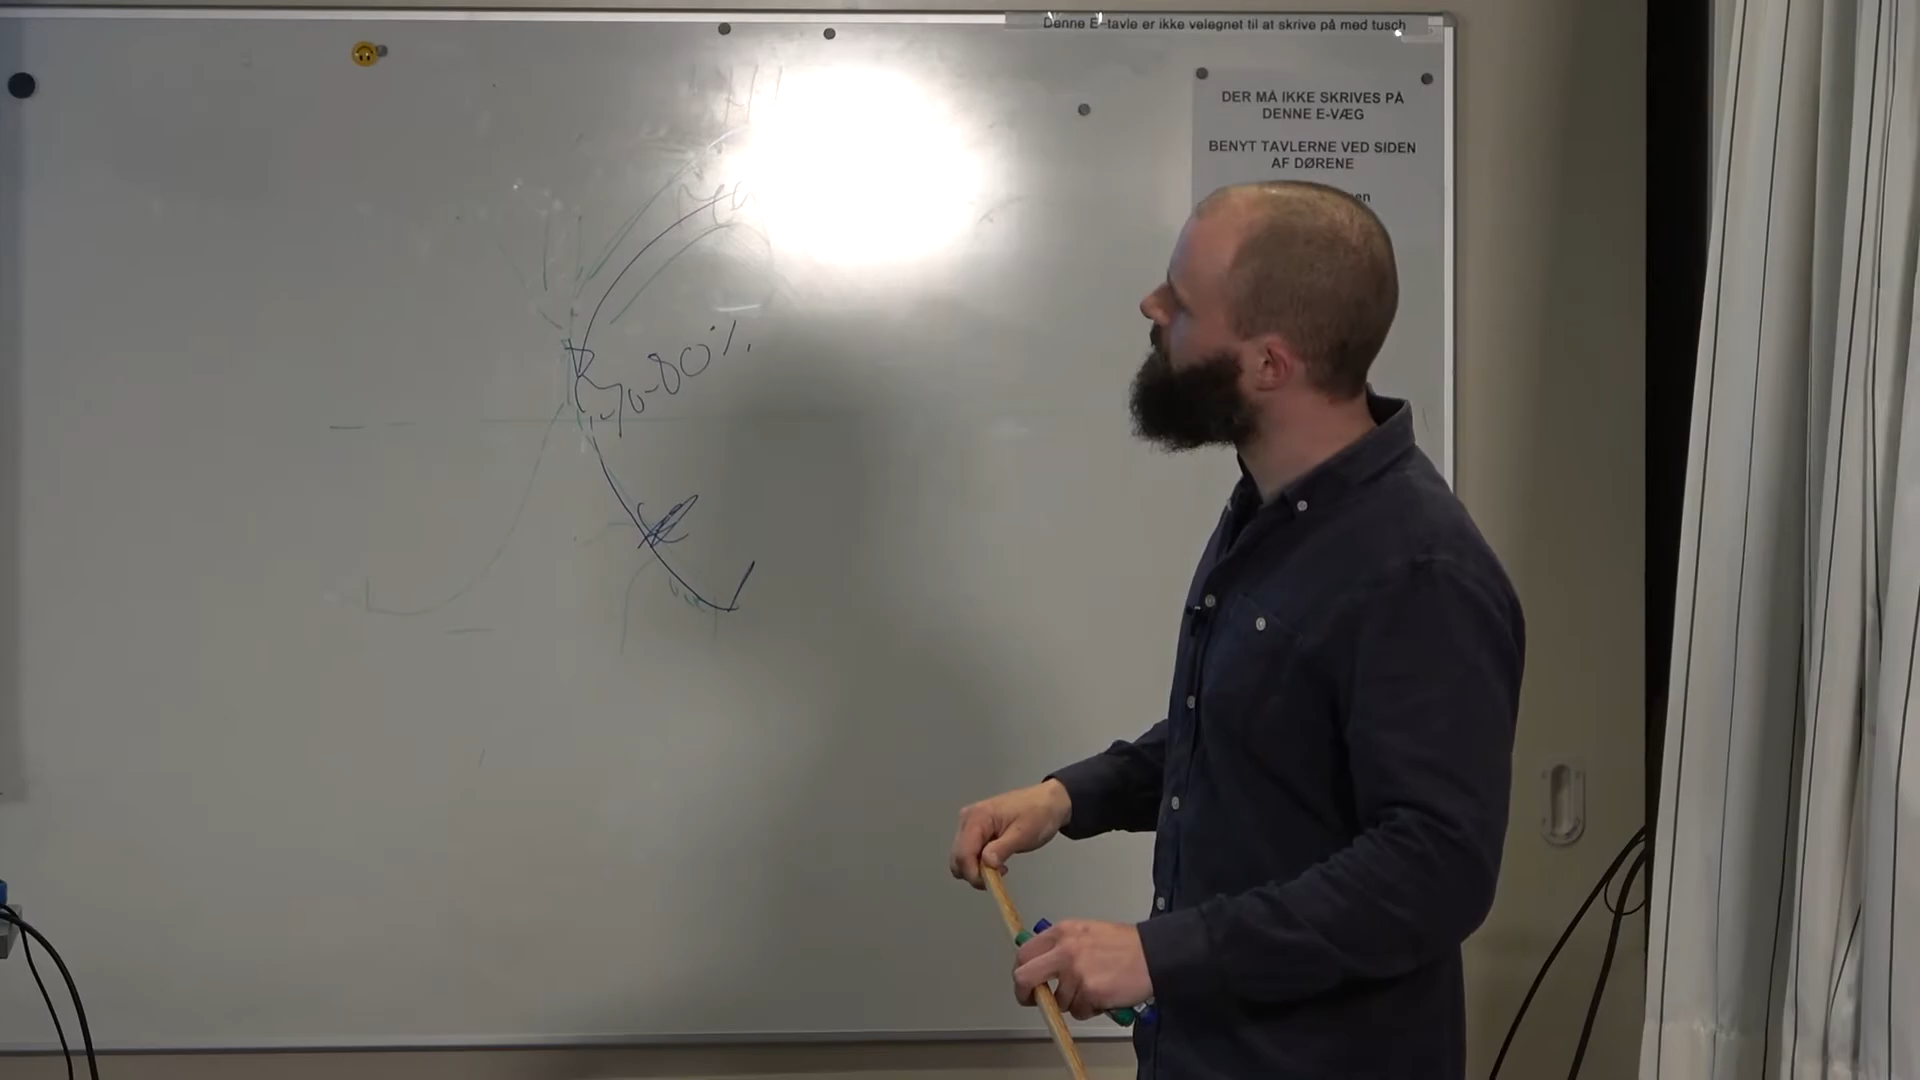 Denne E-tavle er ikke velegnet til at skrive på med tusch
DER MÅ IKKE SKRIVES PÅ
DENNE E-VÆG
BENYT TAVLERNE VED SIDEN
AF DØRENE
en
70-80%